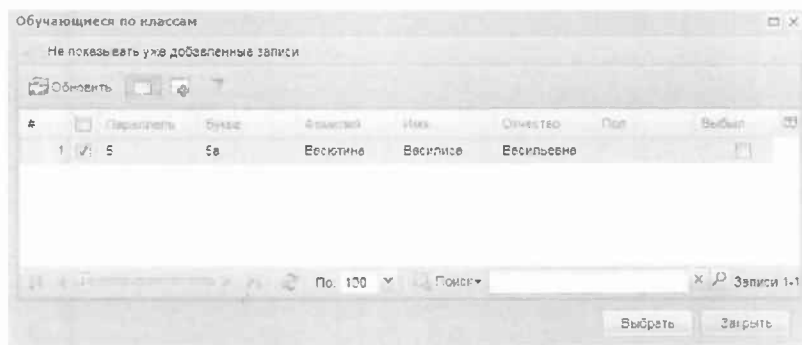 Обучающиеся по классам
Не показывать уже добавленные записи
Обновить
# Параллель Буква Фамилия Имя Отчество Пол Выбыл
1 5 5а Васютина Василиса Васильевна
По: 100 Поиск Записи 1-1
Выбрать Закрыть